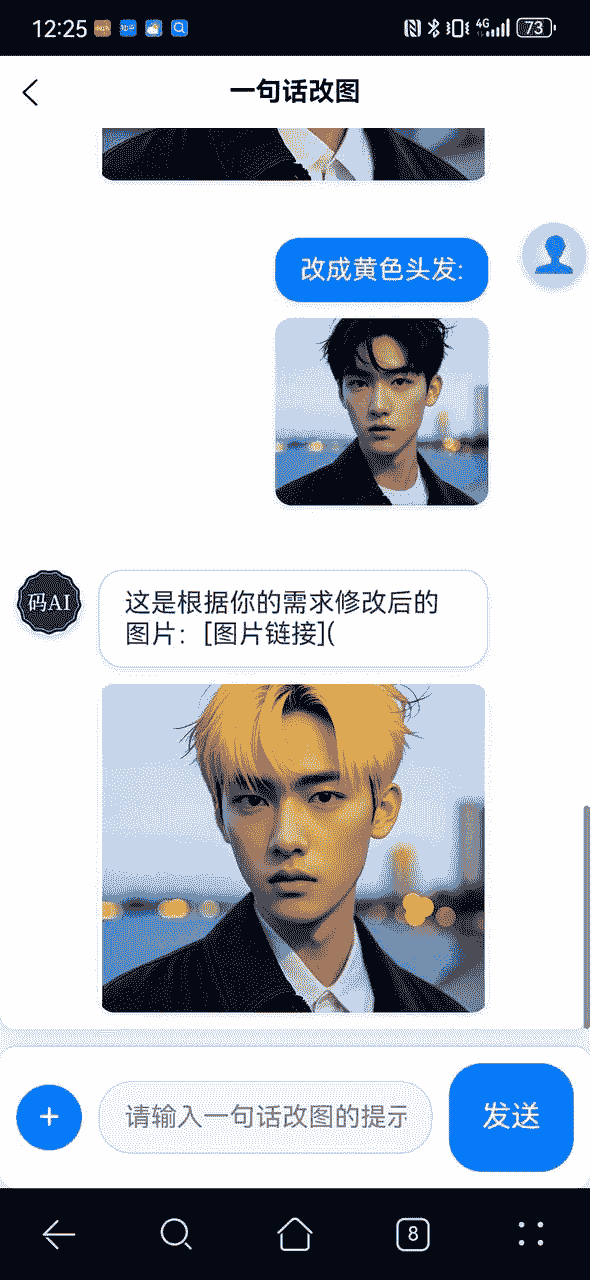 12:25
4G
73
一句话改图
改成黄色头发:
码AI
这是根据你的需求修改后的
图片：[图片链接](
请输入一句话改图的提示
发送
8